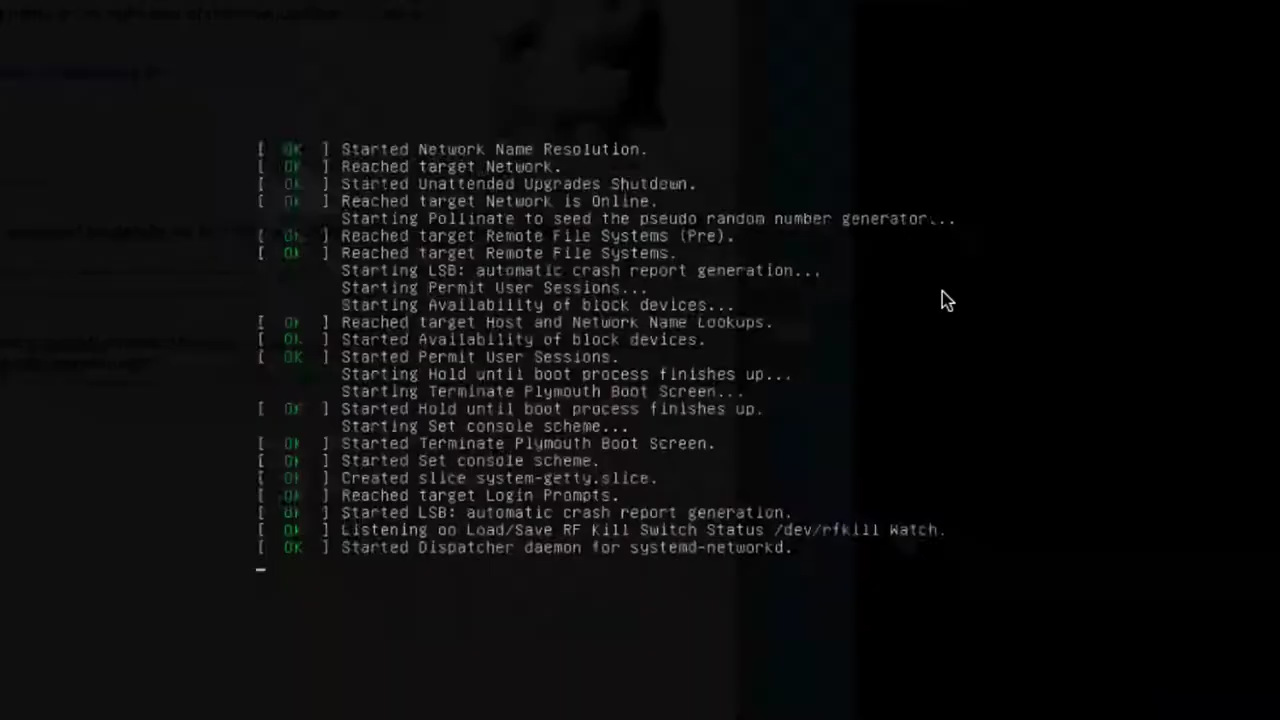 [ OK ] Started Network Name Resolution.
[ OK ] Reached target Network.
[ OK ] Started Unattended Upgrades Shutdown.
[ OK ] Reached target Network is Online.
Starting Pollinate to seed the pseudo random number generator...
[ OK ] Reached target Remote File Systems (Pre).
[ OK ] Reached target Remote File Systems.
Starting LSB: automatic crash report generation...
Starting Permit User Sessions...
Starting Availability of block devices...
[ OK ] Reached target Host and Network Name Lookups.
[ OK ] Started Availability of block devices.
[ OK ] Started Permit User Sessions.
Starting Hold until boot process finishes up...
Starting Terminate Plymouth Boot Screen...
[ OK ] Started Hold until boot process finishes up.
Starting Set console scheme...
[ OK ] Started Terminate Plymouth Boot Screen.
[ OK ] Started Set console scheme.
[ OK ] Created slice system-getty.slice.
[ OK ] Reached target Login Prompts.
[ OK ] Started LSB: automatic crash report generation.
[ OK ] Listening on Load/Save RF Kill Switch Status /dev/rfkill Watch.
[ OK ] Started Dispatcher daemon for systemd-networkd.